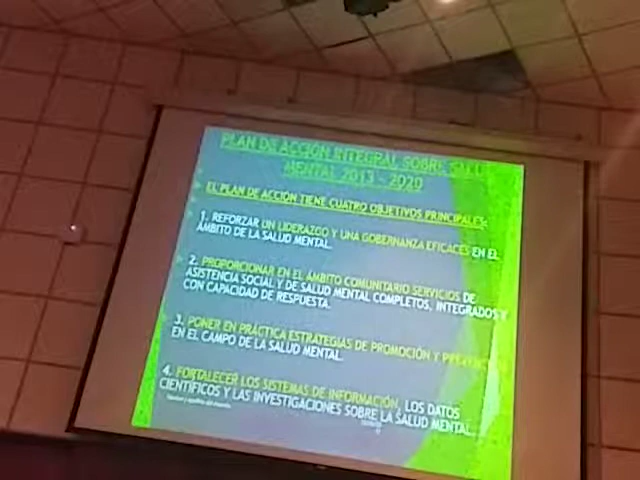 PLAN DE ACCIÓN INTEGRAL SOBRE SALUD
MENTAL 2013 - 2020
EL PLAN DE ACCIÓN TIENE CUATRO OBJETIVOS PRINCIPALES:
1. REFORZAR UN LIDERAZGO Y UNA GOBERNANZA EFICACES EN EL
ÁMBITO DE LA SALUD MENTAL.
2. PROPORCIONAR EN EL ÁMBITO COMUNITARIO SERVICIOS DE
ASISTENCIA SOCIAL Y DE SALUD MENTAL COMPLETOS, INTEGRADOS Y
CON CAPACIDAD DE RESPUESTA.
3. PONER EN PRÁCTICA ESTRATEGIAS DE PROMOCIÓN Y
EN EL CAMPO DE LA SALUD MENTAL.
4. FORTALECER LOS SISTEMAS DE INFORMACIÓN, LOS DATOS
CIENTÍFICOS Y LAS INVESTIGACIONES SOBRE LA SALUD MENTAL.